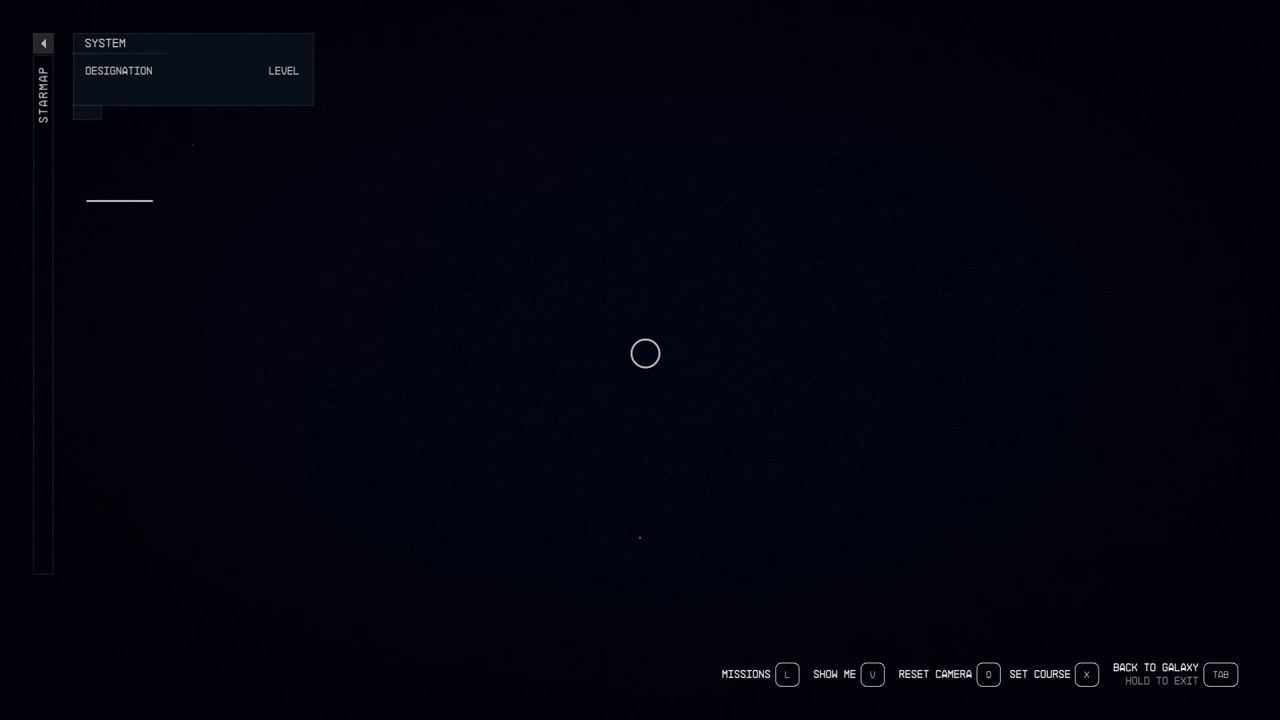 SYSTEM
DESIGNATION LEVEL
STARMAP
MISSIONS L SHOW ME V RESET CAMERA Q SET COURSE X BACK TO GALAXY TAB
HOLD TO EXIT